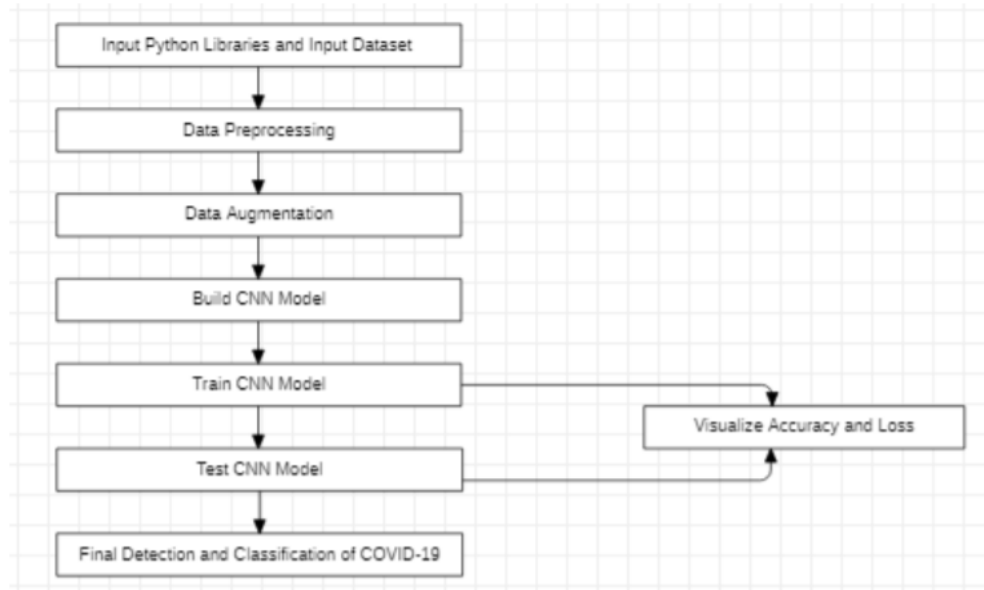 Input Python Libraries and Input Dataset
Data Preprocessing
Data Augmentation
Build CNN Model
Train CNN Model
Visualize Accuracy and Loss
Test CNN Model
Final Detection and Classification of COVID-19